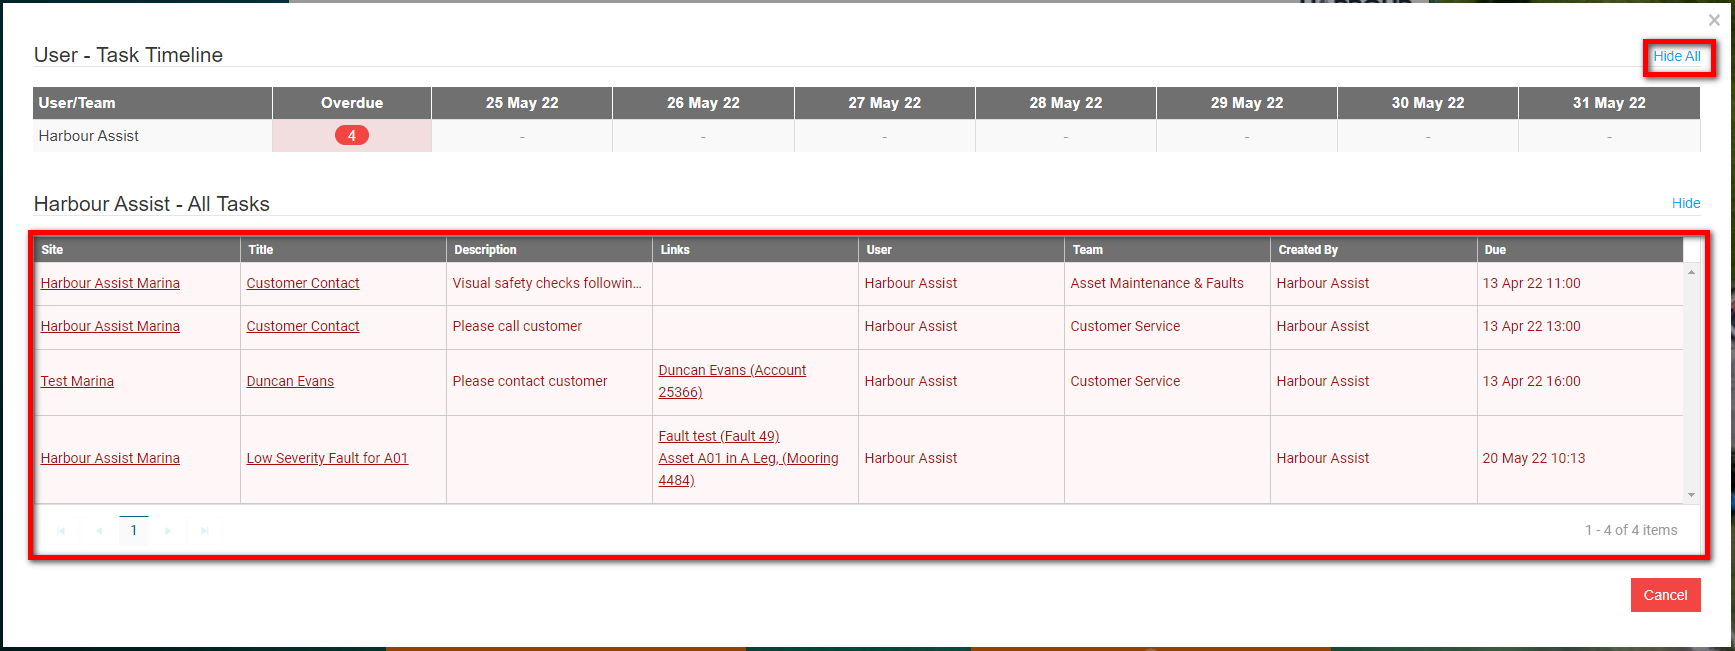 User - Task Timeline
Hide All
User/Team Overdue 25 May 22 26 May 22 27 May 22 28 May 22 29 May 22 30 May 22 31 May 22
Harbour Assist 4 - - - - - - -
Harbour Assist - All Tasks
Hide
Site Title Description Links User Team Created By Due
Harbour Assist Marina Customer Contact Visual safety checks followin... Harbour Assist Asset Maintenance & Faults Harbour Assist 13 Apr 22 11:00
Harbour Assist Marina Customer Contact Please call customer Harbour Assist Customer Service Harbour Assist 13 Apr 22 13:00
Test Marina Duncan Evans Please contact customer Duncan Evans (Account
25366) Harbour Assist Customer Service Harbour Assist 13 Apr 22 16:00
Harbour Assist Marina Low Severity Fault for A01 Fault test (Fault 49)
Asset A01 in A Leg, (Mooring
4484) Harbour Assist Harbour Assist 20 May 22 10:13
1
1 - 4 of 4 items
Cancel